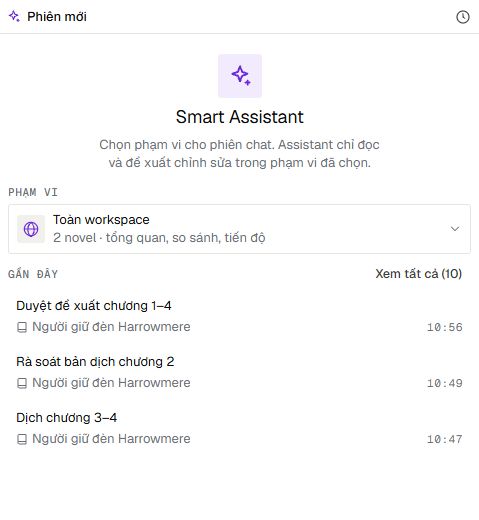 Phiên mới
Smart Assistant
Chọn phạm vi cho phiên chat. Assistant chỉ đọc
và đề xuất chỉnh sửa trong phạm vi đã chọn.
PHẠM VI
Toàn workspace
2 novel · tổng quan, so sánh, tiến độ
GẦN ĐÂY
Xem tất cả (10)
Duyệt đề xuất chương 1–4
Người giữ đèn Harrowmere
10:56
Rà soát bản dịch chương 2
Người giữ đèn Harrowmere
10:49
Dịch chương 3–4
Người giữ đèn Harrowmere
10:47